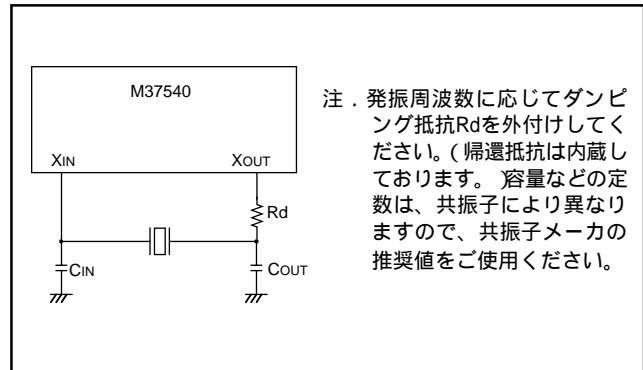 M37540
XIN
XOUT
Rd
CIN
COUT
注．発振周波数に応じてダンピ
ング抵抗Rdを外付けしてく
ださい。(帰還抵抗は内蔵し
ております。)容量などの定
数は、共振子により異なり
ますので、共振子メーカの
推奨値をご使用ください。